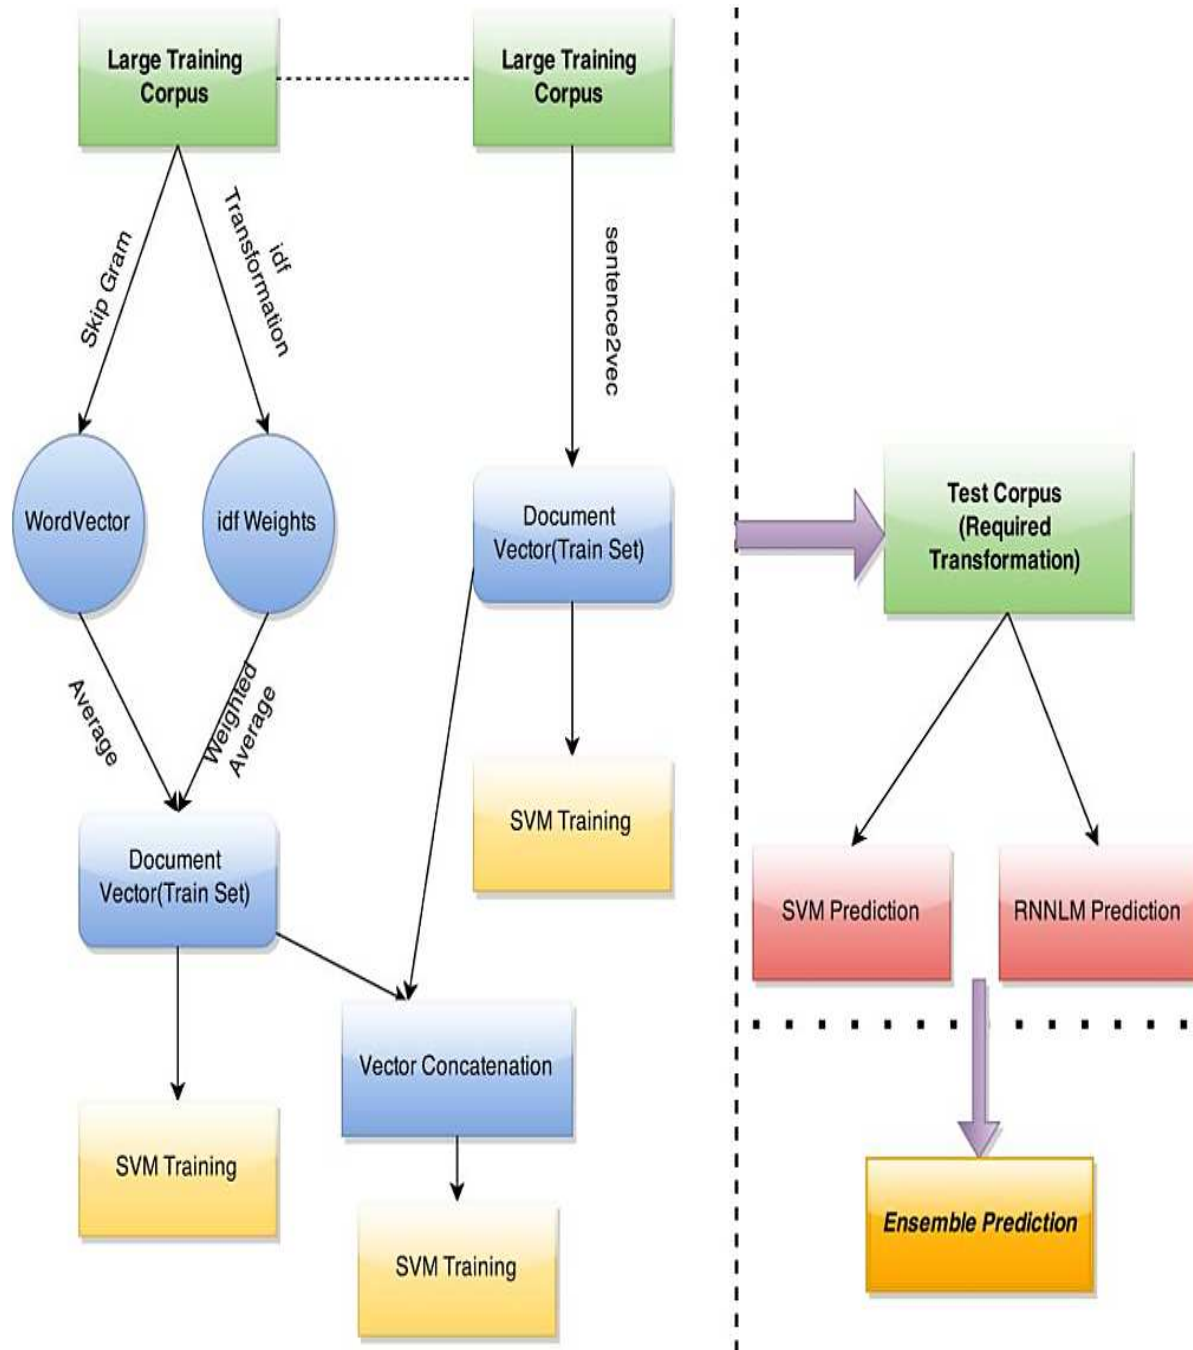 Large Training
Corpus
Large Training
Corpus
Skip Gram
idf
Transformation
sentence2vec
WordVector
idf Weights
Document
Vector(Train Set)
Test Corpus
(Required
Transformation)
Average
Weighted
Average
SVM Training
Document
Vector(Train Set)
SVM Prediction
RNNLM Prediction
Vector Concatenation
SVM Training
SVM Training
Ensemble Prediction